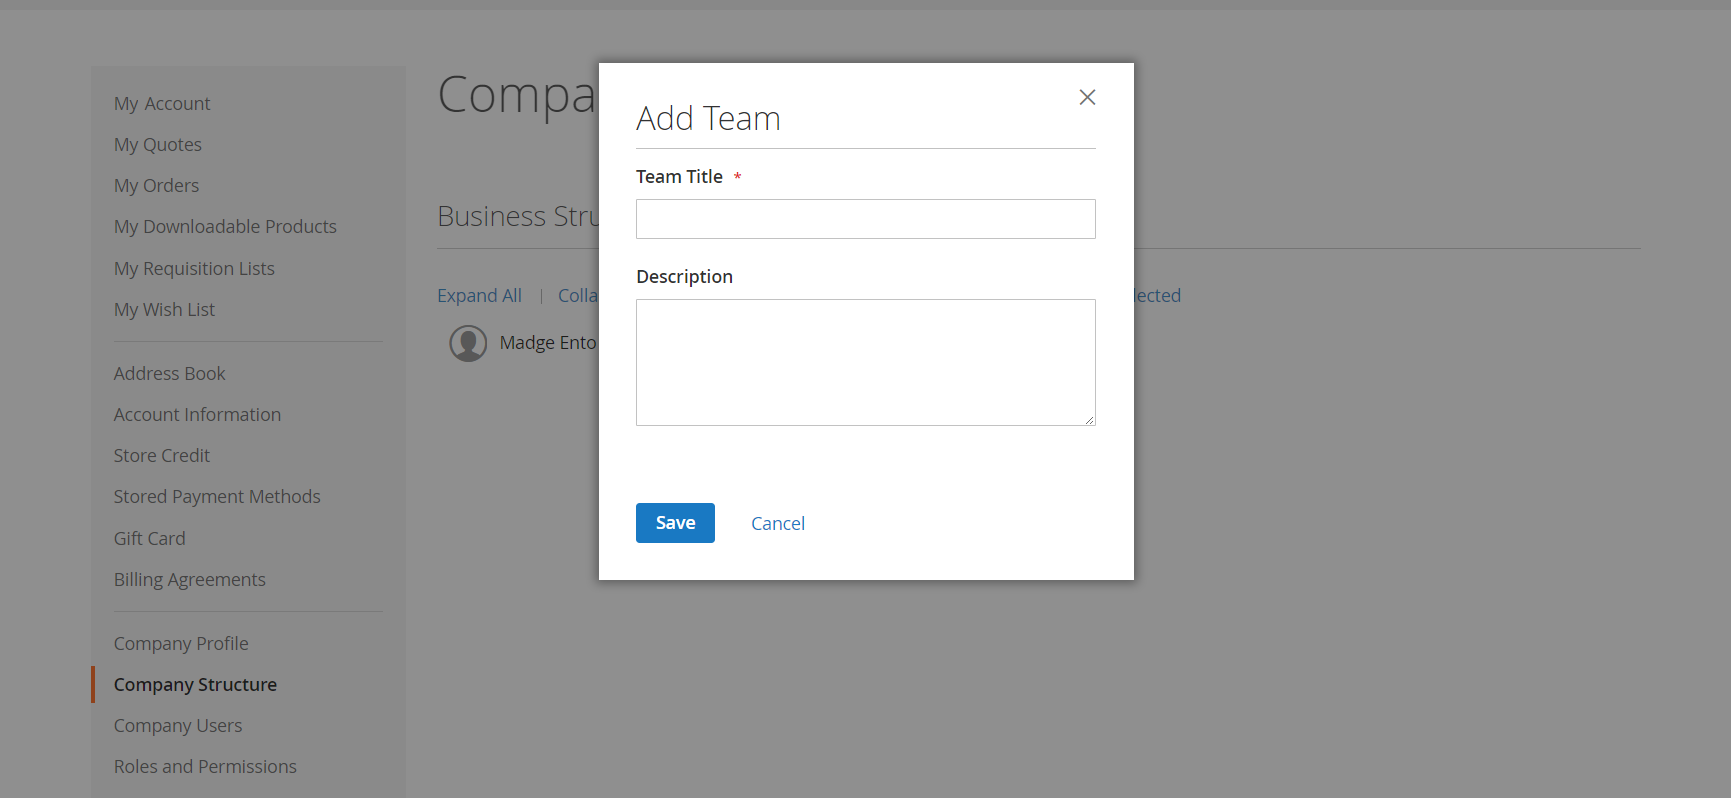 My Account
My Quotes
My Orders
My Downloadable Products
My Requisition Lists
My Wish List
Address Book
Account Information
Store Credit
Stored Payment Methods
Gift Card
Billing Agreements
Company Profile
Company Structure
Company Users
Roles and Permissions
Compa
Business Stru
Expand All | Colla
lected
Madge Ento
Add Team
Team Title *
Description
Save Cancel